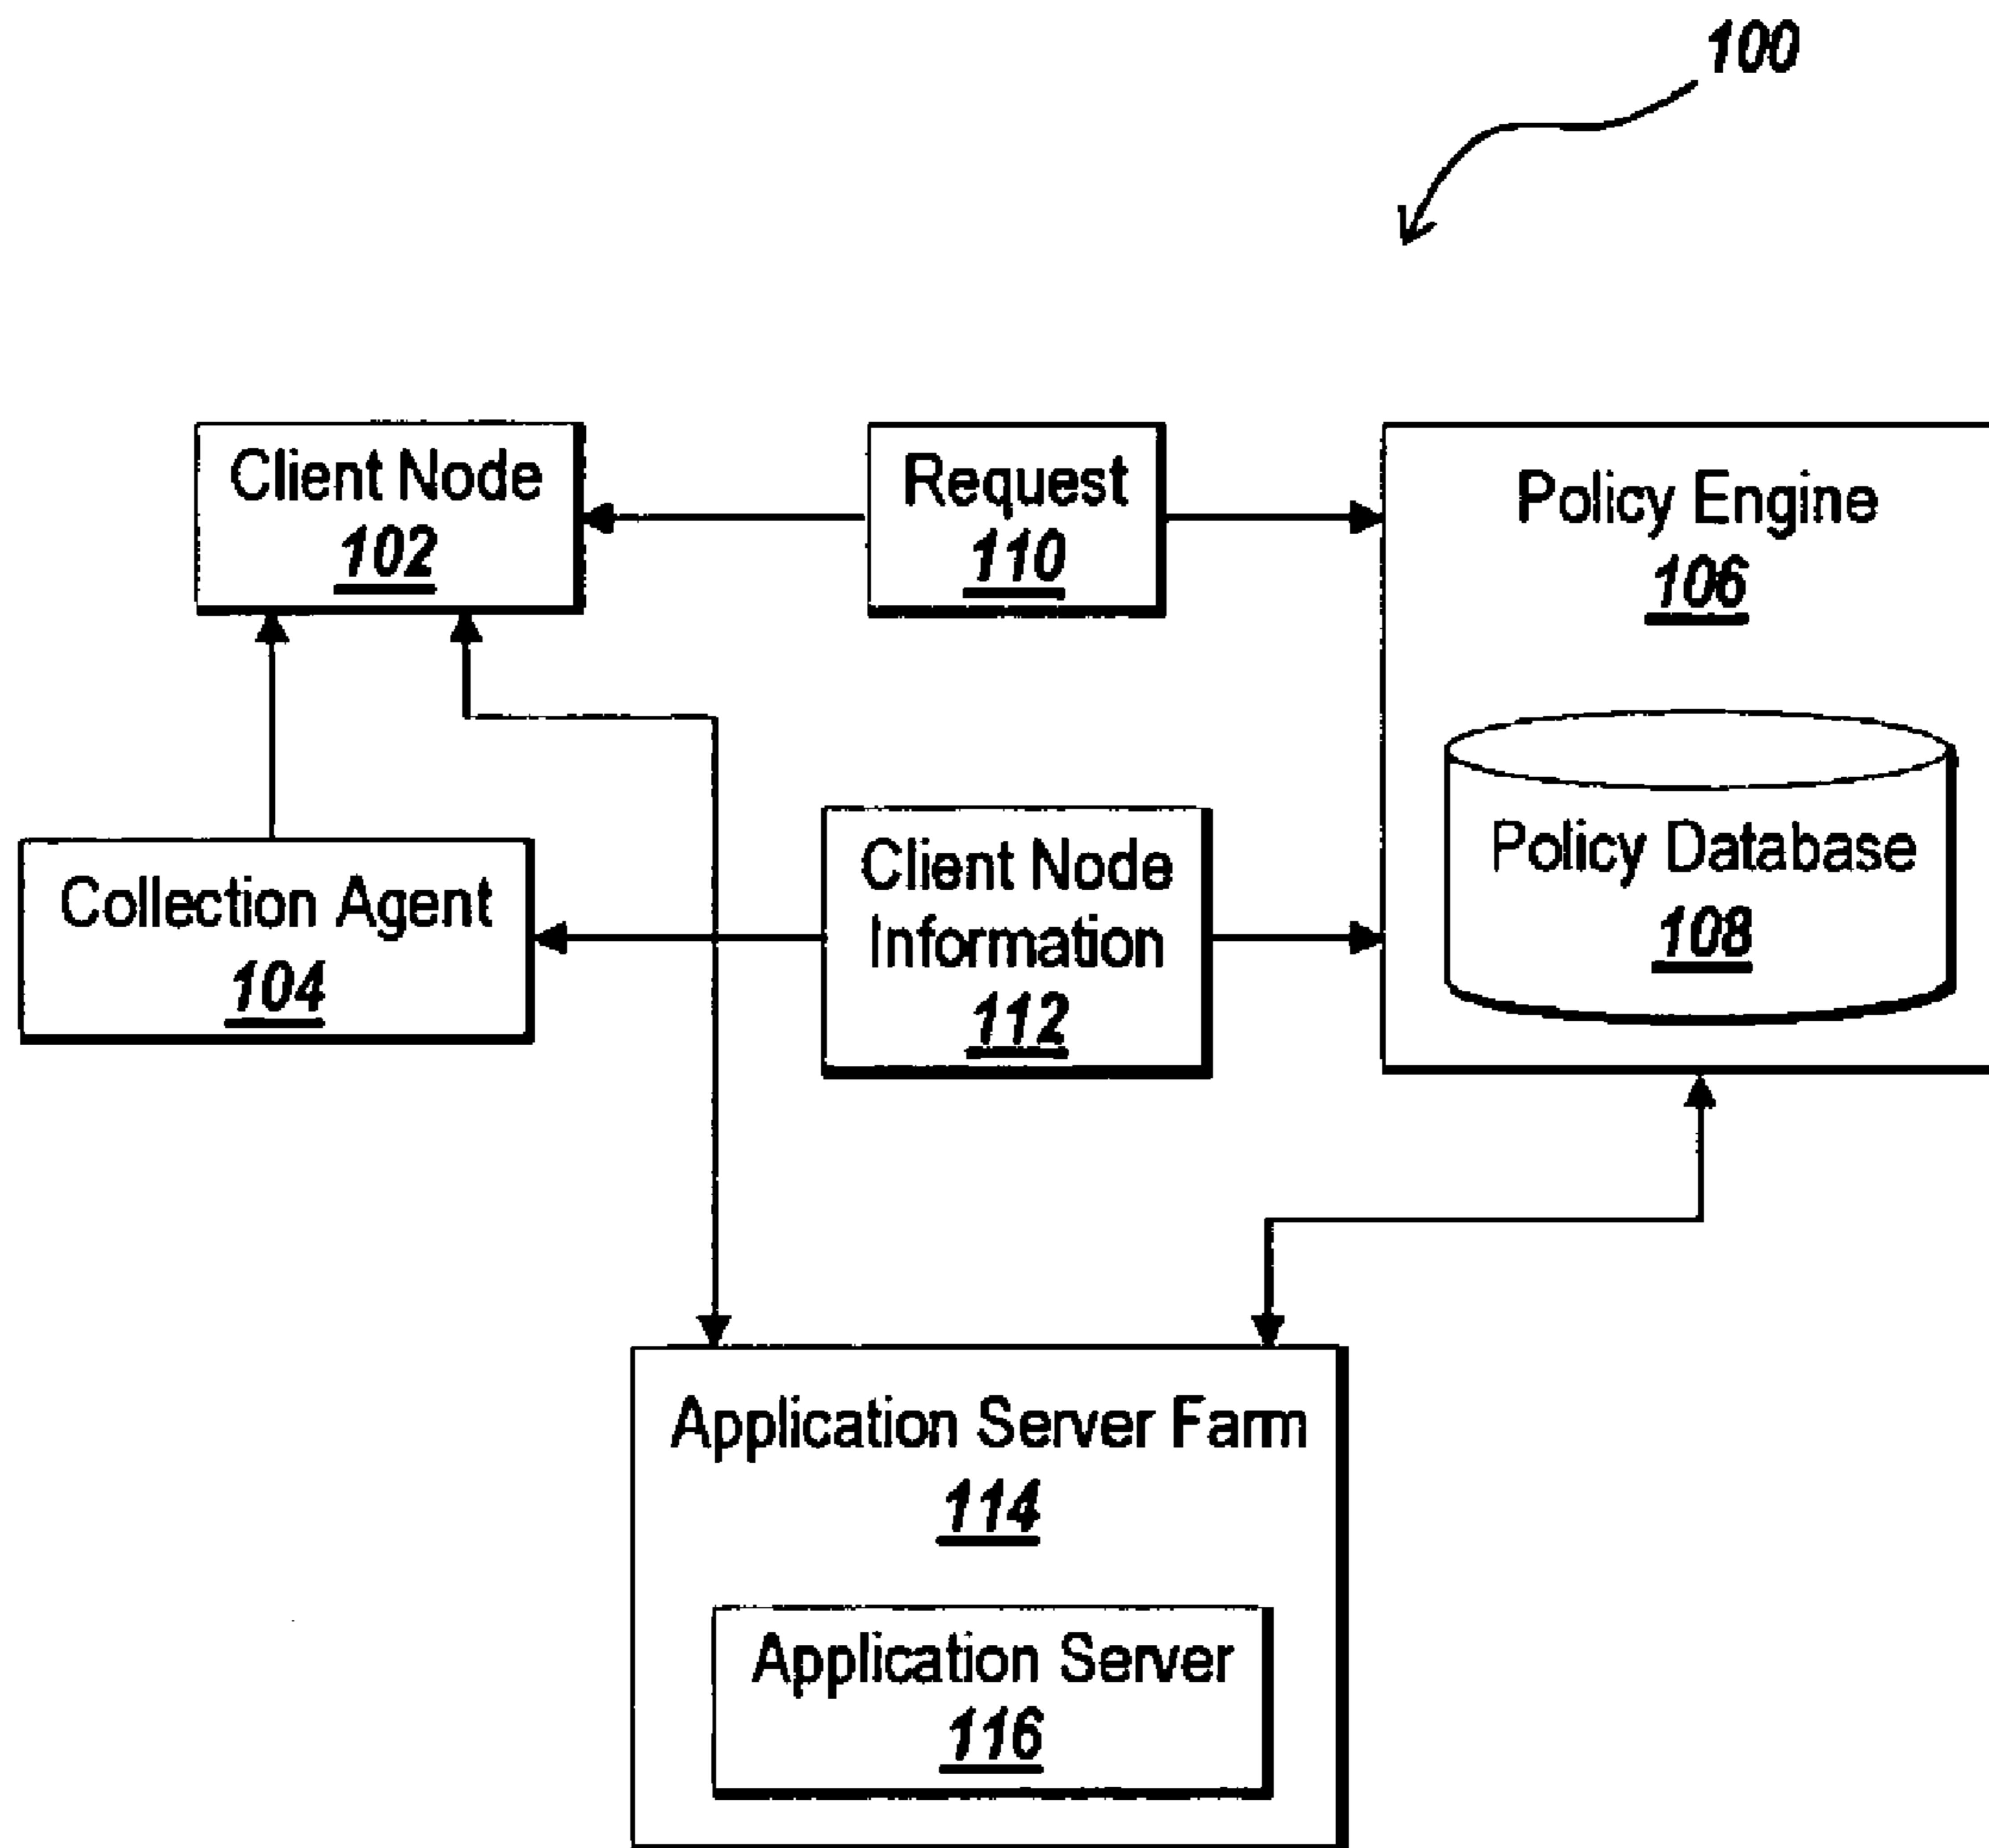 100
Client Node
102
Request
110
Policy Engine
106
Policy Database
108
Collection Agent
104
Client Node
Information
112
Application Server Farm
114
Application Server
116